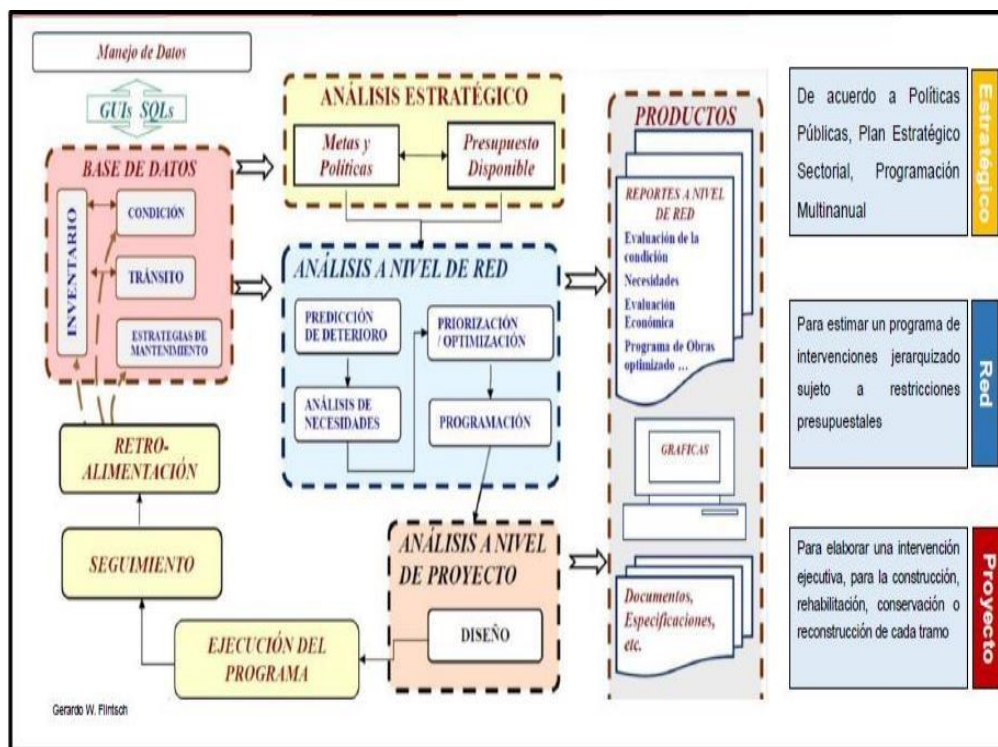 Manejo de Datos
GUIs SQLs
BASE DE DATOS
INVENTARIO
CONDICIÓN
TRÁNSITO
ESTRATEGIAS DE
MANTENIMIENTO
RETRO-
ALIMENTACIÓN
SEGUIMIENTO
EJECUCIÓN DEL
PROGRAMA
ANÁLISIS ESTRATÉGICO
Metas y
Políticas
Presupuesto
Disponible
ANÁLISIS A NIVEL DE RED
PREDICCIÓN
DE DETERIORO
PRIORIZACIÓN
/ OPTIMIZACIÓN
ANÁLISIS DE
NECESIDADES
PROGRAMACIÓN
ANÁLISIS A NIVEL
DE PROYECTO
DISEÑO
PRODUCTOS
REPORTES A NIVEL
DE RED
Evaluación de la
condición
Necesidades
Evaluación
Económica
Programa de Obras
optimizado ...
GRAFICAS
Documentos,
Especificaciones,
etc.
De acuerdo a Políticas
Públicas, Plan Estratégico
Sectorial, Programación
Multinanual
Estratégico
Para estimar un programa de
intervenciones jerarquizado
sujeto a restricciones
presupuestales
Red
Para elaborar una intervención
ejecutiva, para la construcción,
rehabilitación, conservación o
reconstrucción de cada tramo
Proyecto
Gerardo W. Flintsch